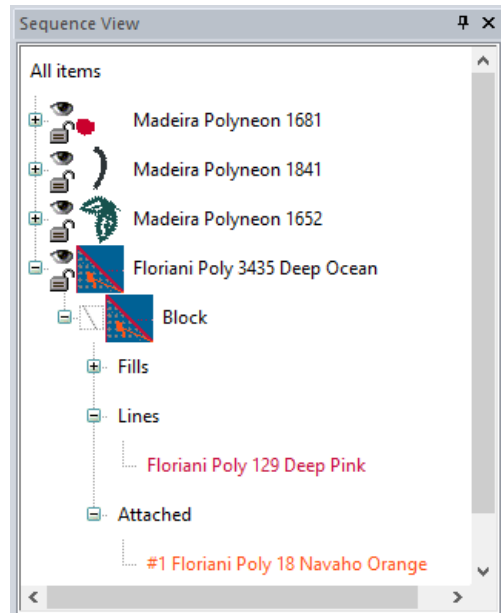 Sequence View
All items
Madeira Polyneon 1681
Madeira Polyneon 1841
Madeira Polyneon 1652
Floriani Poly 3435 Deep Ocean
Block
Fills
Lines
Floriani Poly 129 Deep Pink
Attached
#1 Floriani Poly 18 Navaho Orange